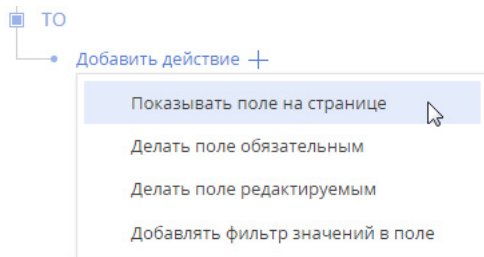 ТО
Добавить действие
Показывать поле на странице
Делать поле обязательным
Делать поле редактируемым
Добавлять фильтр значений в поле